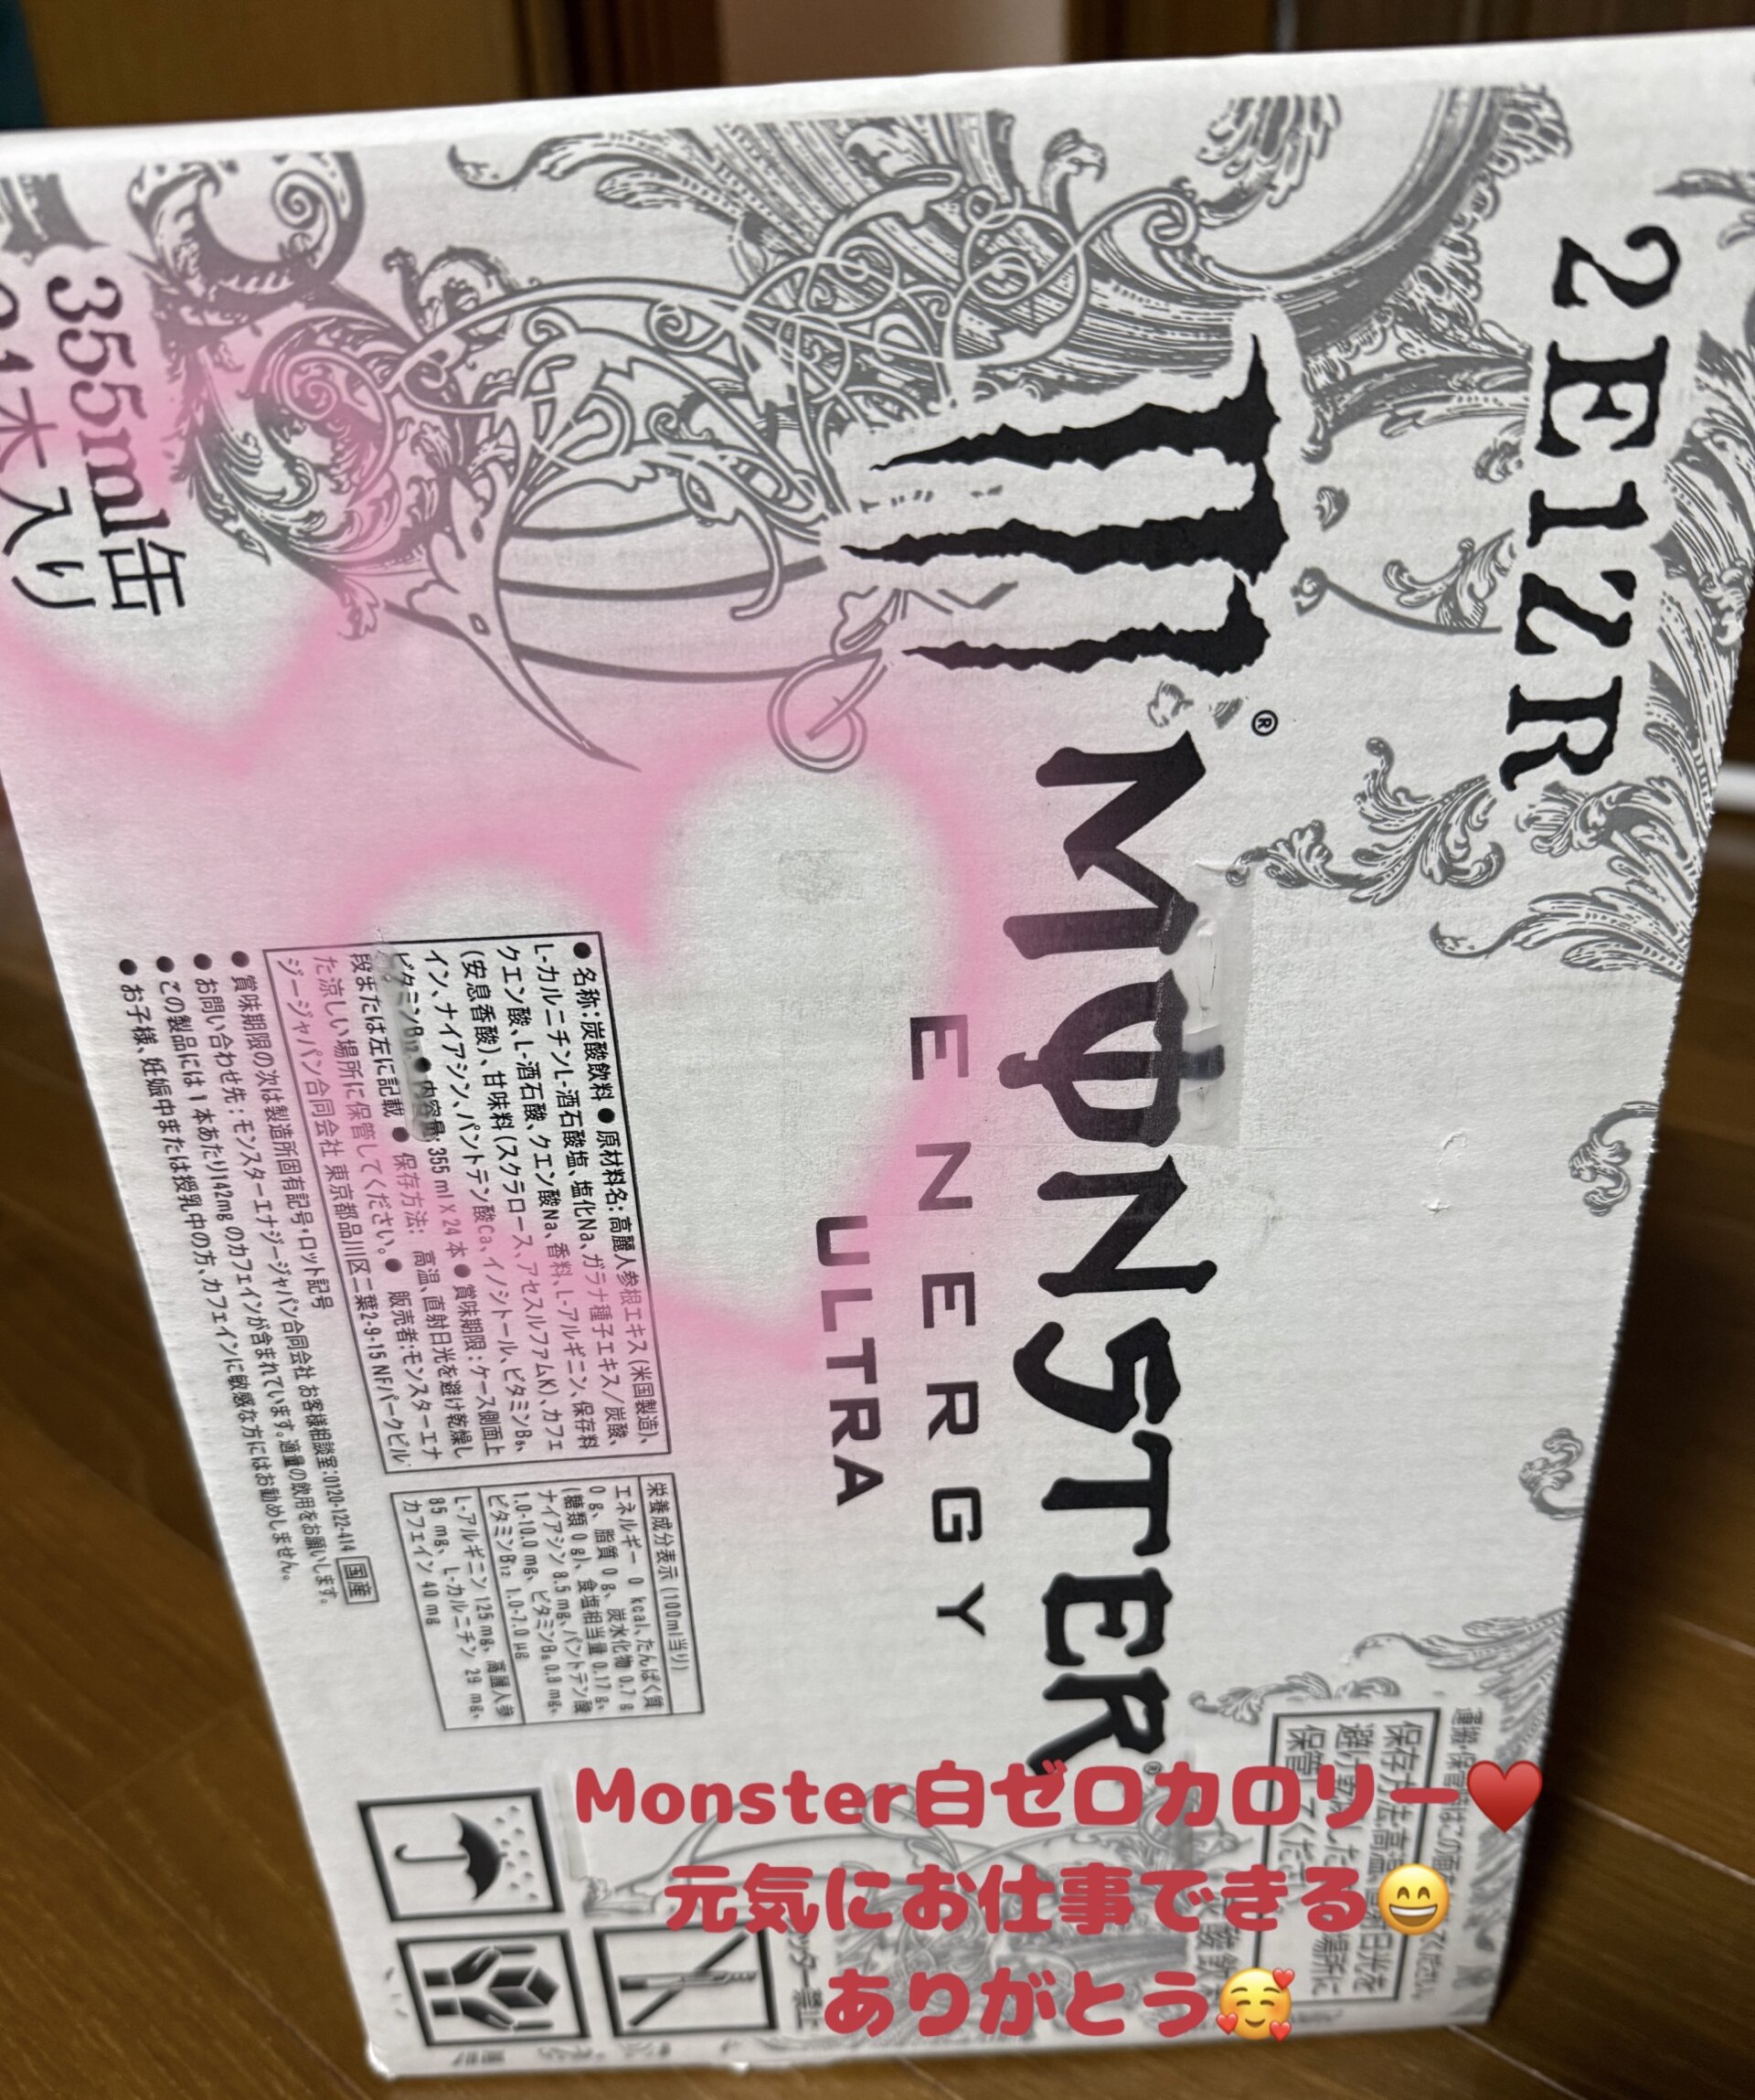 2E1ZR
MONSTER
ENERGY
ULTRA
355ml缶
24本入り
●名称:炭酸飲料 ●原材料名:高麗人参根エキス(米国製造)、
L-カルニチンL-酒石酸塩、塩化Na、ガラナ種子エキス/炭酸、
クエン酸、L-酒石酸、クエン酸Na、香料、L-アルギニン、保存料
(安息香酸)、甘味料(スクラロース、アセスルファムK)、カフェ
イン、ナイアシン、パントテン酸Ca、イノシトール、ビタミンB6、
ビタミンB12 ●内容量:355ml X 24本 ●賞味期限:ケース側面上
段または左に記載 ●保存方法: 高温、直射日光を避け乾燥し
た涼しい場所に保管してください。● 販売者:モンスターエナ
ジージャパン合同会社 東京都品川区二葉2-9-15 NFパークビル
●賞味期限の次は製造所固有記号・ロット記号
●お問い合わせ先:モンスターエナジージャパン合同会社 お客様相談室:0120-122-414 国産
●この製品には1本あたり142mgのカフェインが含まれています。適量の飲用をお願いします。
●お子様、妊娠中または授乳中の方、カフェインに敏感な方にはお勧めしません。
栄養成分表示(100ml当り)
エネルギー 0 kcal、たんぱく質
0 g、脂質 0 g、炭水化物 0.7 g
(糖類 0 g)、食塩相当量 0.17 g、
ナイアシン 8.5 mg、パントテン酸
1.0-10.0 mg、ビタミンB6 0.8 mg、
ビタミンB12 1.0-7.0 μg
L-アルギニン 125 mg、高麗人参
85 mg、L-カルニチン 29 mg、
カフェイン 40 mg
Monster白ゼロカロリー♥️
元気にお仕事できる😄
ありがとう🥰